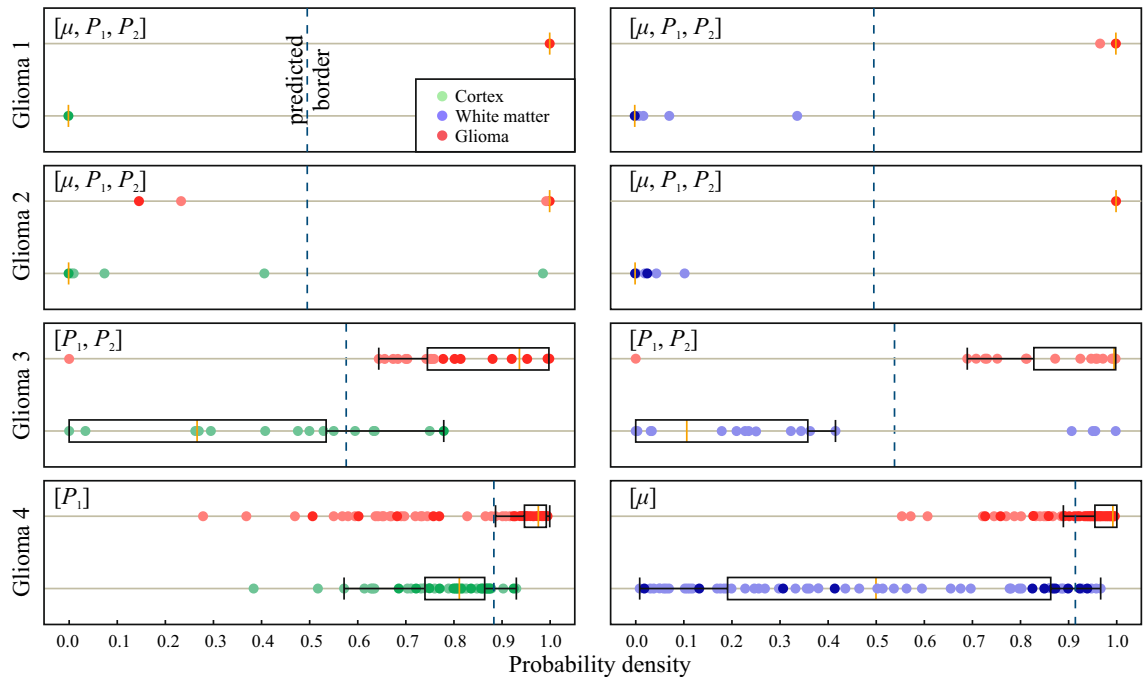 [μ, P₁, P₂]
[μ, P₁, P₂]
Glioma 1
predicted
border
Cortex
White matter
Glioma
[μ, P₁, P₂]
[μ, P₁, P₂]
Glioma 2
[P₁, P₂]
[P₁, P₂]
Glioma 3
[P₁]
[μ]
Glioma 4
0.0 0.1 0.2 0.3 0.4 0.5 0.6 0.7 0.8 0.9 1.0
0.0 0.1 0.2 0.3 0.4 0.5 0.6 0.7 0.8 0.9 1.0
Probability density